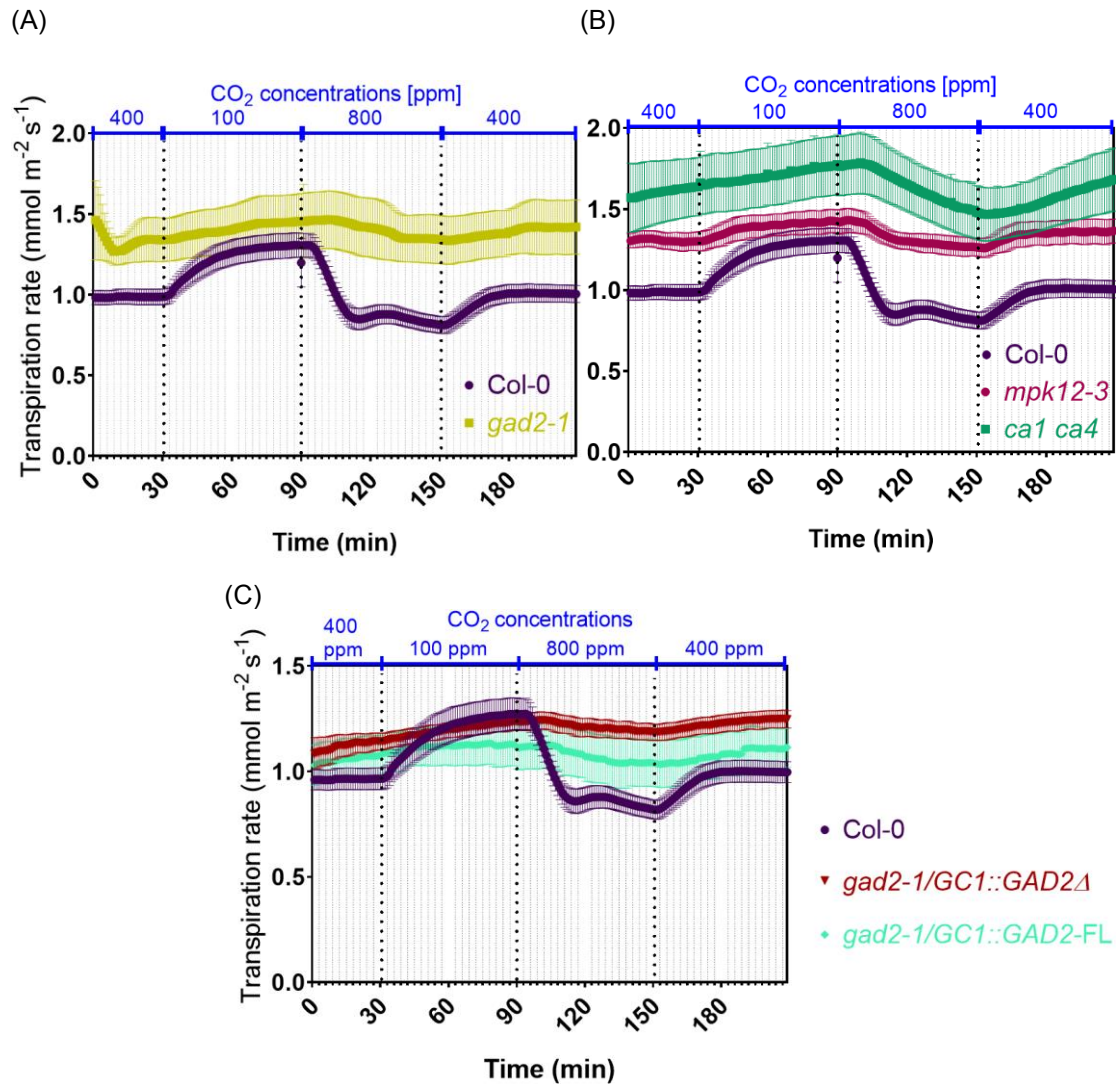 (A)
CO₂ concentrations [ppm]
400 100 800 400
Transpiration rate (mmol m⁻² s⁻¹)
2.0
1.5
1.0
0.5
0.0
Col-0
gad2-1
0 30 60 90 120 150 180
Time (min)
(B)
CO₂ concentrations [ppm]
400 100 800 400
2.0
1.5
1.0
0.5
0.0
Col-0
mpk12-3
ca1 ca4
0 30 60 90 120 150 180
Time (min)
(C)
CO₂ concentrations
400
ppm 100 ppm 800 ppm 400 ppm
Transpiration rate (mmol m⁻² s⁻¹)
1.5
1.0
0.5
0.0
0 30 60 90 120 150 180
Time (min)
Col-0
gad2-1/GC1::GAD2Δ
gad2-1/GC1::GAD2-FL